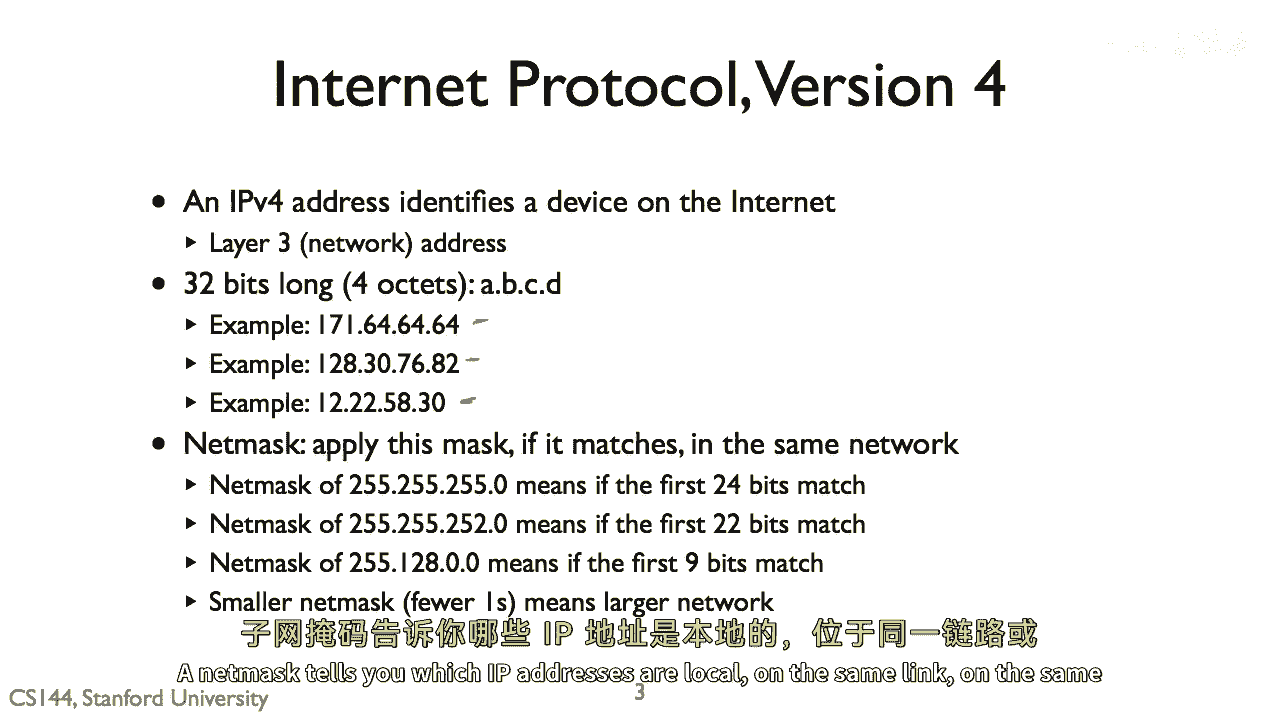 Internet Protocol, Version 4
• An IPv4 address identifies a device on the Internet
‣ Layer 3 (network) address
• 32 bits long (4 octets): a.b.c.d
‣ Example: 171.64.64.64
‣ Example: 128.30.76.82
‣ Example: 12.22.58.30
• Netmask: apply this mask, if it matches, in the same network
‣ Netmask of 255.255.255.0 means if the first 24 bits match
‣ Netmask of 255.255.252.0 means if the first 22 bits match
‣ Netmask of 255.128.0.0 means if the first 9 bits match
‣ Smaller netmask (fewer 1s) means larger network
子网掩码告诉你哪些 IP 地址是本地的，位于同一链路或
A netmask tells you which IP addresses are local, on the same link, on the same
CS144, Stanford University
3